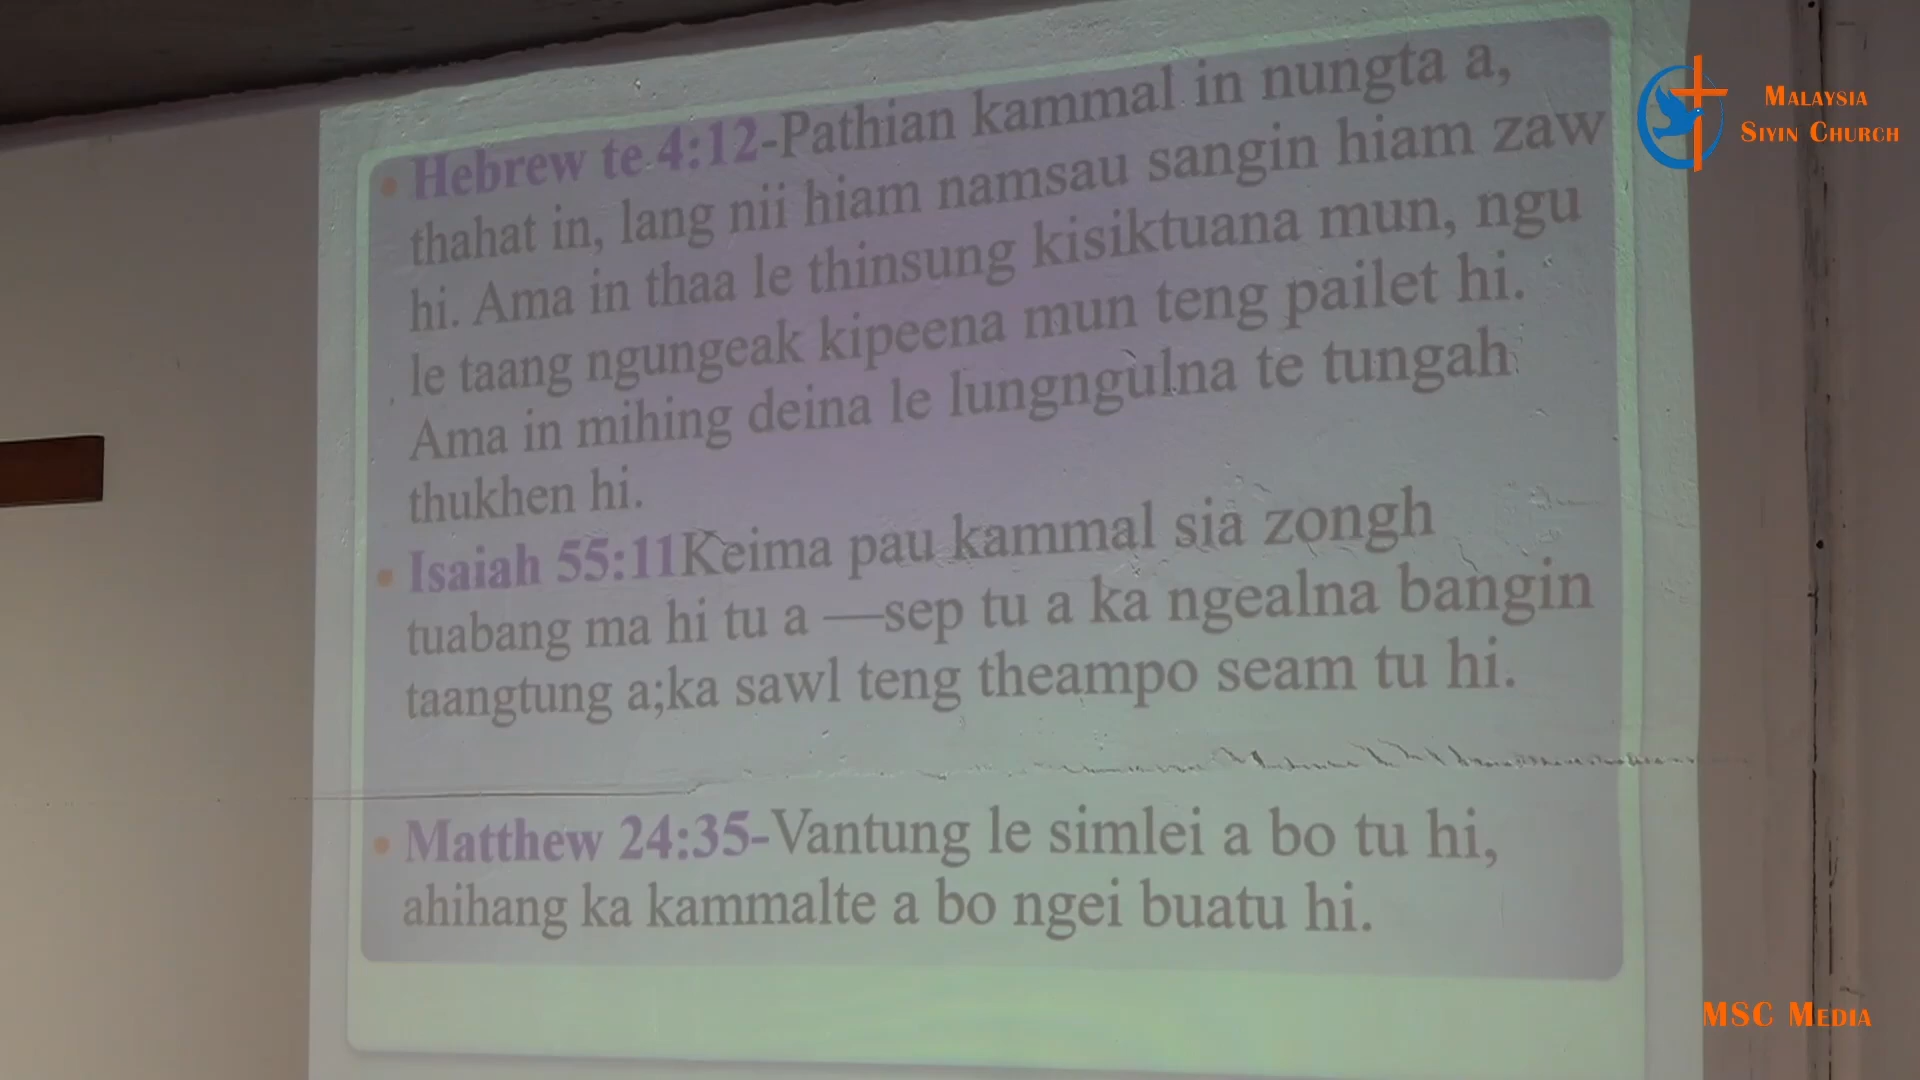 Hebrew te 4:12-Pathian kammal in nungta a,
thahat in, lang nii hiam namsau sangin hiam zaw
hi. Ama in thaa le thinsung kisiktuana mun, ngu
le taang ngungeak kipeena mun teng pailet hi.
Ama in mihing deina le lungngulna te tungah
thukhen hi.
Isaiah 55:11Keima pau kammal sia zongh
tuabang ma hi tu a —sep tu a ka ngealna bangin
taangtung a;ka sawl teng theampo seam tu hi.
Matthew 24:35-Vantung le simlei a bo tu hi,
ahihang ka kammalte a bo ngei buatu hi.
MALAYSIA
SIYIN CHURCH
MSC MEDIA